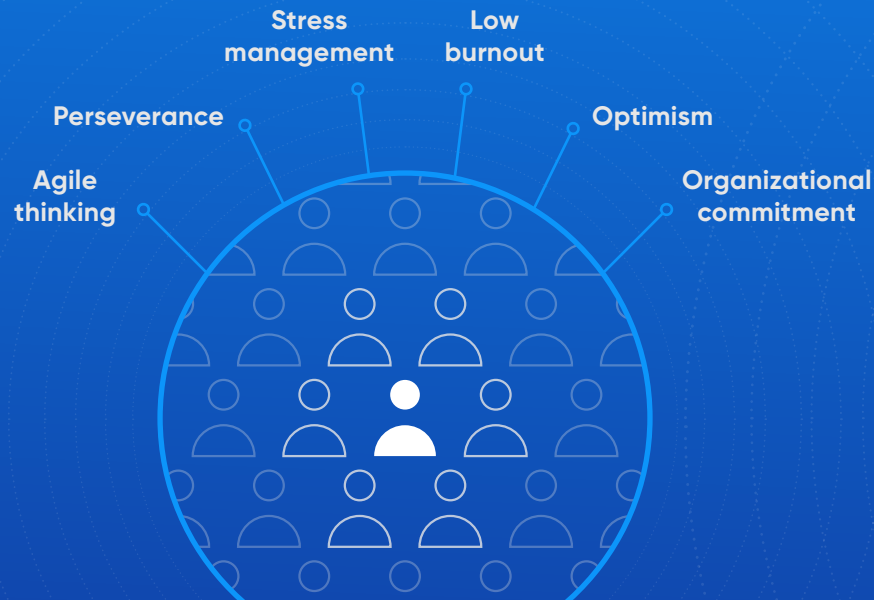 Stress
management
Low
burnout
Perseverance
Optimism
Agile
thinking
Organizational
commitment